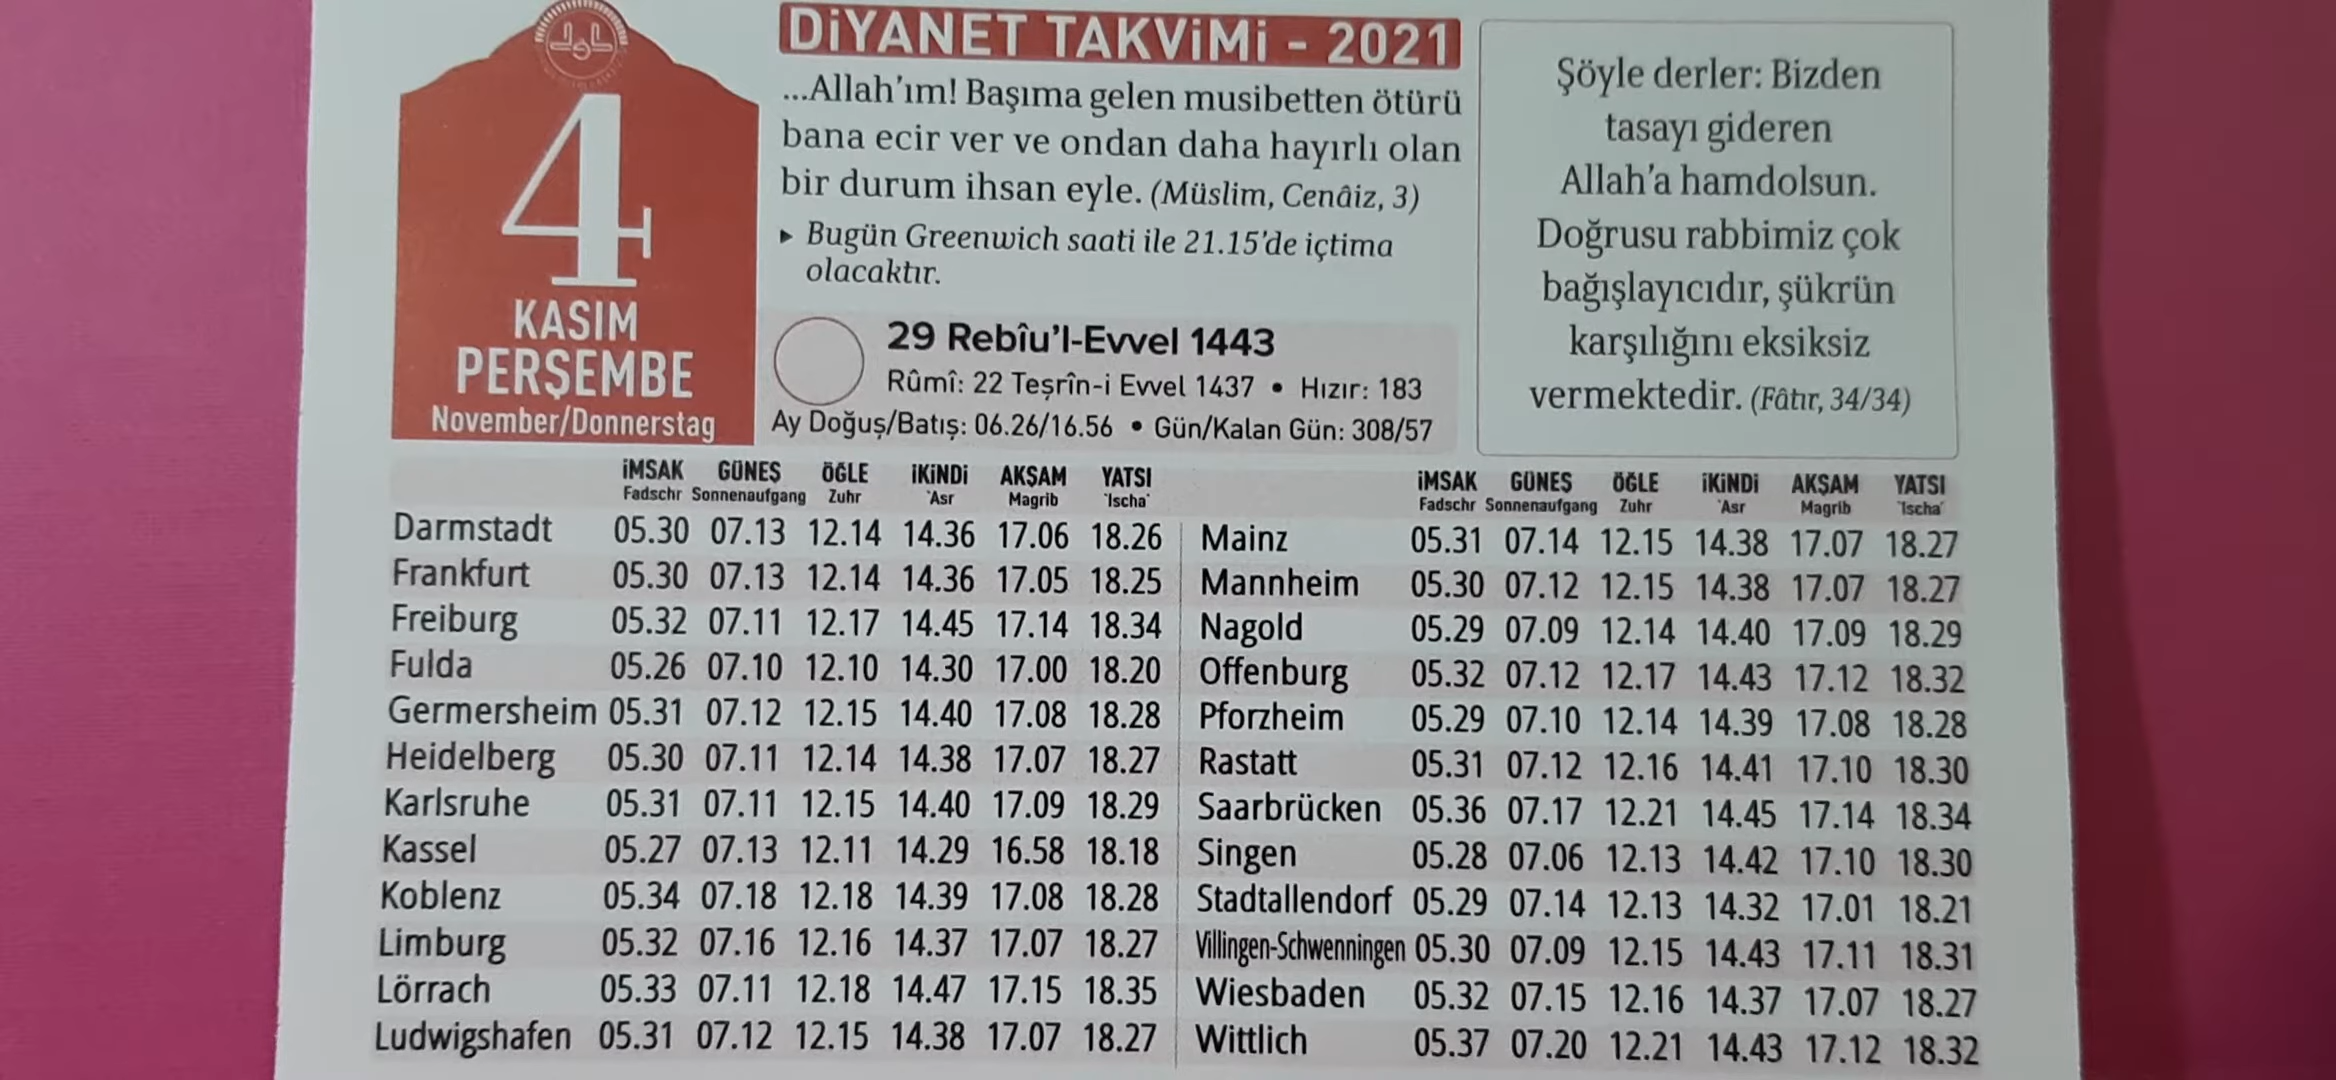 4
KASIM
PERŞEMBE
November/Donnerstag
DİYANET TAKVİMİ - 2021
...Allah'ım! Başıma gelen musibetten ötürü
bana ecir ver ve ondan daha hayırlı olan
bir durum ihsan eyle. (Müslim, Cenâiz, 3)
▸ Bugün Greenwich saati ile 21.15'de içtima
olacaktır.
29 Rebîu'l-Evvel 1443
Rûmî: 22 Teşrîn-i Evvel 1437 • Hızır: 183
Ay Doğuş/Batış: 06.26/16.56 • Gün/Kalan Gün: 308/57
Şöyle derler: Bizden
tasayı gideren
Allah'a hamdolsun.
Doğrusu rabbimiz çok
bağışlayıcıdır, şükrün
karşılığını eksiksiz
vermektedir. (Fâtır, 34/34)
İMSAK GÜNEŞ ÖĞLE İKİNDİ AKŞAM YATSI
Fadschr Sonnenaufgang Zuhr 'Asr Magrib 'Ischa'
Darmstadt 05.30 07.13 12.14 14.36 17.06 18.26
Frankfurt 05.30 07.13 12.14 14.36 17.05 18.25
Freiburg 05.32 07.11 12.17 14.45 17.14 18.34
Fulda 05.26 07.10 12.10 14.30 17.00 18.20
Germersheim 05.31 07.12 12.15 14.40 17.08 18.28
Heidelberg 05.30 07.11 12.14 14.38 17.07 18.27
Karlsruhe 05.31 07.11 12.15 14.40 17.09 18.29
Kassel 05.27 07.13 12.11 14.29 16.58 18.18
Koblenz 05.34 07.18 12.18 14.39 17.08 18.28
Limburg 05.32 07.16 12.16 14.37 17.07 18.27
Lörrach 05.33 07.11 12.18 14.47 17.15 18.35
Ludwigshafen 05.31 07.12 12.15 14.38 17.07 18.27
İMSAK GÜNEŞ ÖĞLE İKİNDİ AKŞAM YATSI
Fadschr Sonnenaufgang Zuhr 'Asr Magrib 'Ischa'
Mainz 05.31 07.14 12.15 14.38 17.07 18.27
Mannheim 05.30 07.12 12.15 14.38 17.07 18.27
Nagold 05.29 07.09 12.14 14.40 17.09 18.29
Offenburg 05.32 07.12 12.17 14.43 17.12 18.32
Pforzheim 05.29 07.10 12.14 14.39 17.08 18.28
Rastatt 05.31 07.12 12.16 14.41 17.10 18.30
Saarbrücken 05.36 07.17 12.21 14.45 17.14 18.34
Singen 05.28 07.06 12.13 14.42 17.10 18.30
Stadtallendorf 05.29 07.14 12.13 14.32 17.01 18.21
Villingen-Schwenningen 05.30 07.09 12.15 14.43 17.11 18.31
Wiesbaden 05.32 07.15 12.16 14.37 17.07 18.27
Wittlich 05.37 07.20 12.21 14.43 17.12 18.32